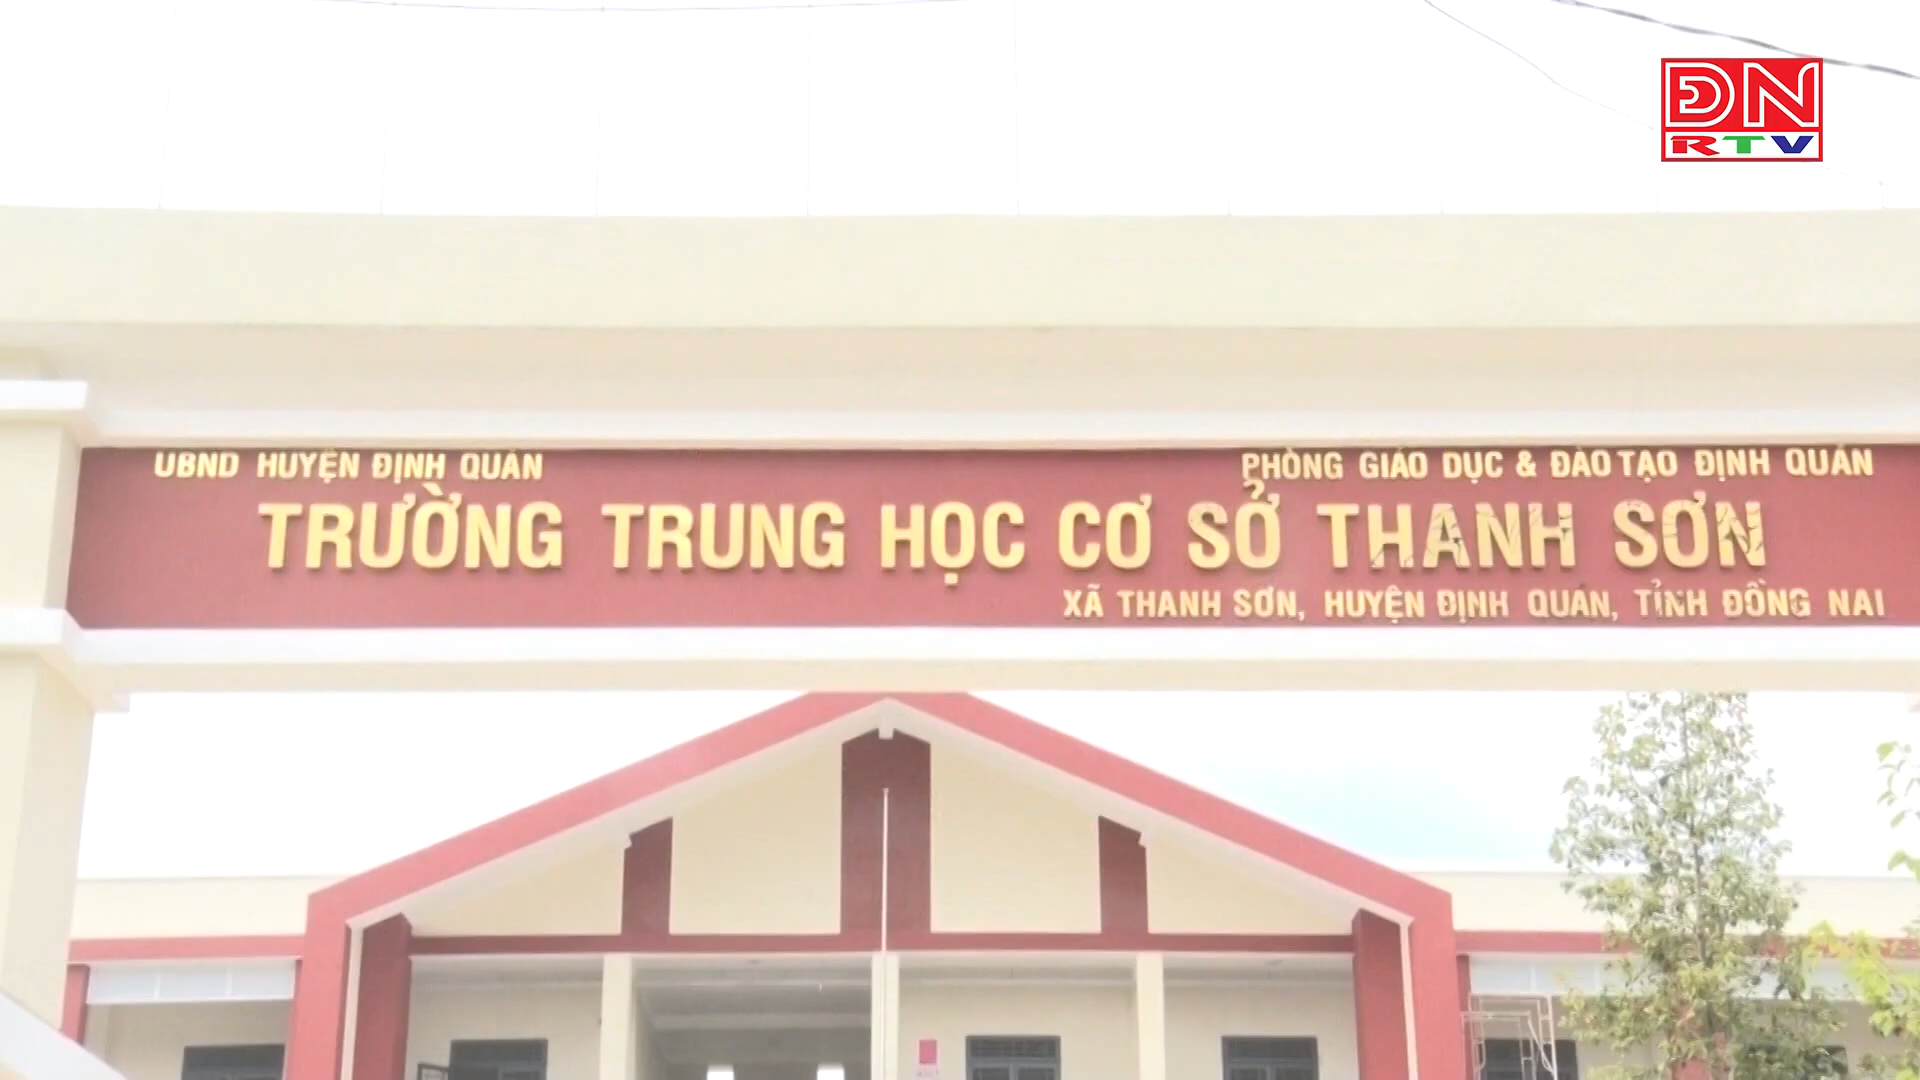 ĐN
RTV
UBND HUYỆN ĐỊNH QUÁN
PHÒNG GIÁO DỤC & ĐÀO TẠO ĐỊNH QUÁN
TRƯỜNG TRUNG HỌC CƠ SỞ THANH SƠN
XÃ THANH SƠN, HUYỆN ĐỊNH QUÁN, TỈNH ĐỒNG NAI